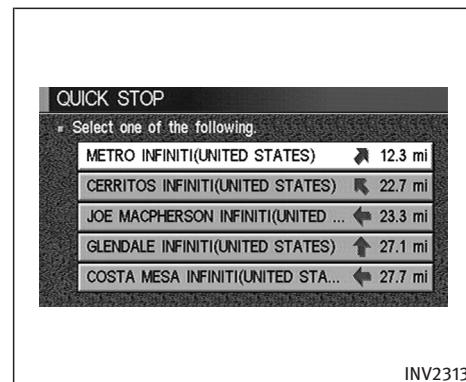 QUICK STOP
Select one of the following.
METRO INFINITI(UNITED STATES) 12.3 mi
CERRITOS INFINITI(UNITED STATES) 22.7 mi
JOE MACPHERSON INFINITI(UNITED ... 23.3 mi
GLENDALE INFINITI(UNITED STATES) 27.1 mi
COSTA MESA INFINITI(UNITED STA... 27.7 mi
INV2313